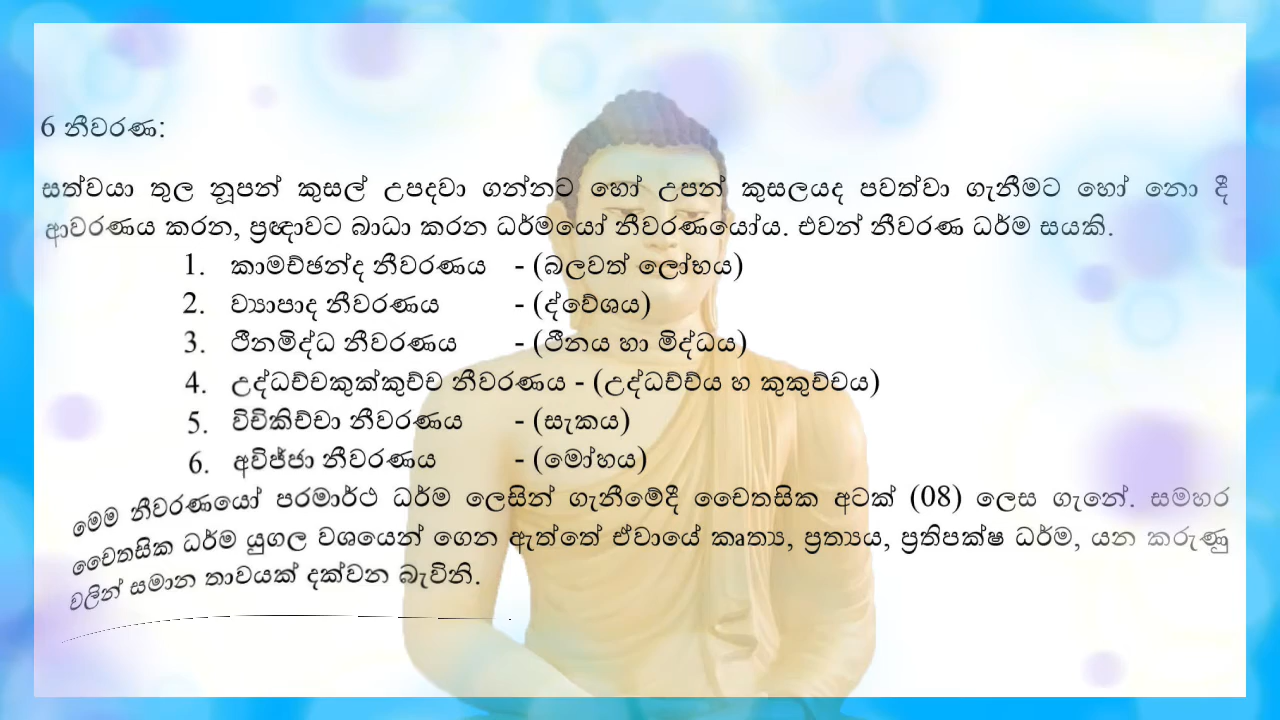 6 නීවරණ:
සත්වයා තුල නූපන් කුසල් උපදවා ගන්නට හෝ උපන් කුසලයද පවත්වා ගැනීමට හෝ නො දී
ආවරණය කරන, ප්‍රඥාවට බාධා කරන ධර්මයෝ නීවරණයෝය. එවන් නීවරණ ධර්ම සයකි.
1. කාමච්ඡන්ද නීවරණය - (බලවත් ලෝභය)
2. ව්‍යාපාද නීවරණය - (ද්වේශය)
3. ථීනමිද්ධ නීවරණය - (ථීනය හා මිද්ධය)
4. උද්ධච්චකුක්කුච්ච නීවරණය - (උද්ධච්ච්ය හ කුකුච්චය)
5. විචිකිච්චා නීවරණය - (සැකය)
6. අවිජ්ජා නීවරණය - (මෝහය)
මෙම නීවරණයෝ පරමාර්ථ ධර්ම ලෙසින් ගැනීමේදී චෛතසික අටක් (08) ලෙස ගැනේ. සමහර
චෛතසික ධර්ම යුගල වශයෙන් ගෙන ඇත්තේ ඒවායේ කෘත්‍ය, ප්‍රත්‍යය, ප්‍රතිපක්ෂ ධර්ම, යන කරුණු
වලින් සමාන තාවයක් දක්වන බැවිනි.